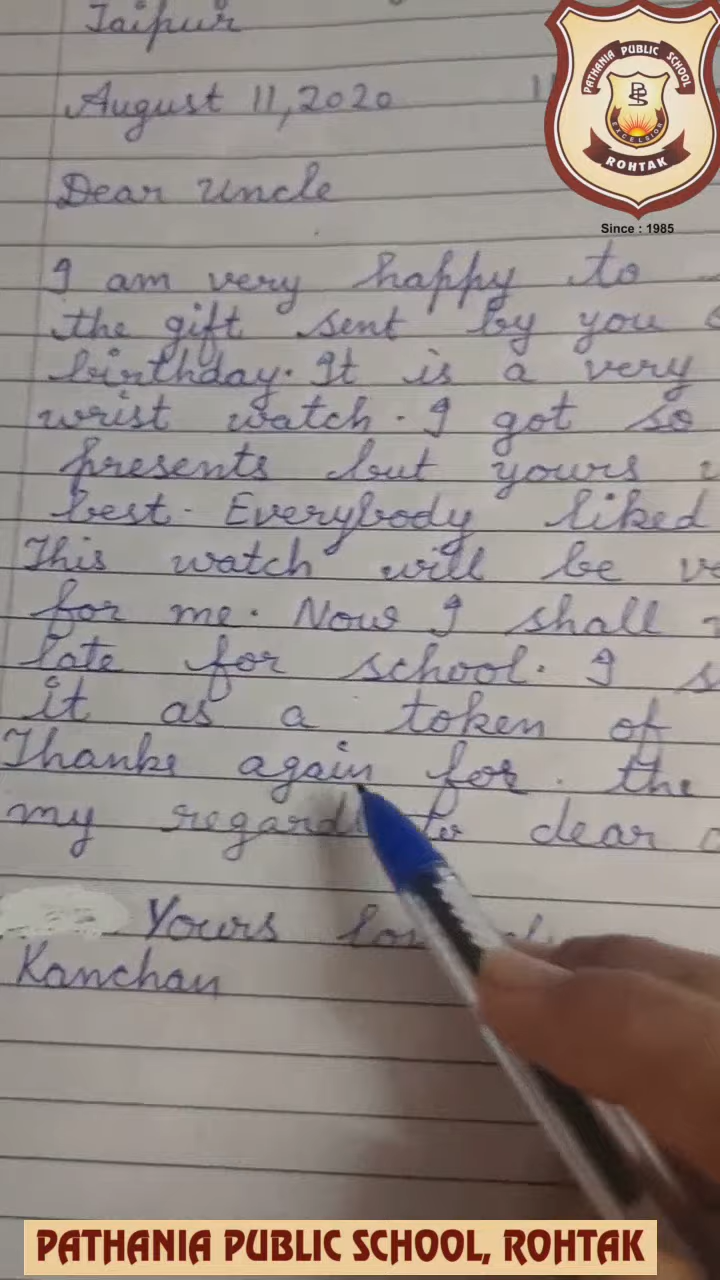 Jaipur
August 11, 2020
Dear Uncle
I am very happy to
the gift sent by you
birthday. It is a very
wrist watch. I got so
presents but yours
best. Everybody liked
This watch will be
for me. Now I shall
late for school. I
it as a token of
Thanks again for. the
my regards to dear
Yours
Kanchan
PATHANIA PUBLIC SCHOOL
PBS
EXCELSIOR
ROHTAK
Since : 1985
PATHANIA PUBLIC SCHOOL, ROHTAK